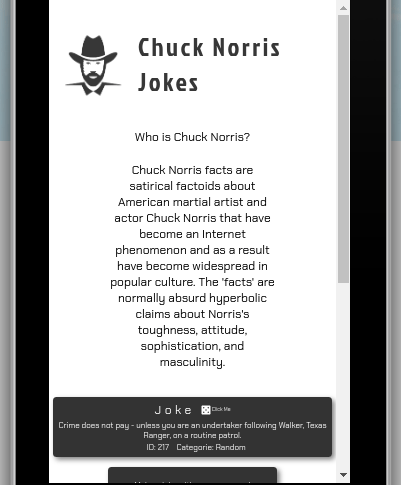 Chuck Norris
Jokes
Who is Chuck Norris?
Chuck Norris facts are
satirical factoids about
American martial artist and
actor Chuck Norris that have
become an Internet
phenomenon and as a result
have become widespread in
popular culture. The 'facts' are
normally absurd hyperbolic
claims about Norris's
toughness, attitude,
sophistication, and
masculinity.
Joke Click Me
Crime does not pay - unless you are an undertaker following Walker, Texas
Ranger, on a routine patrol.
ID: 217 Categorie: Random